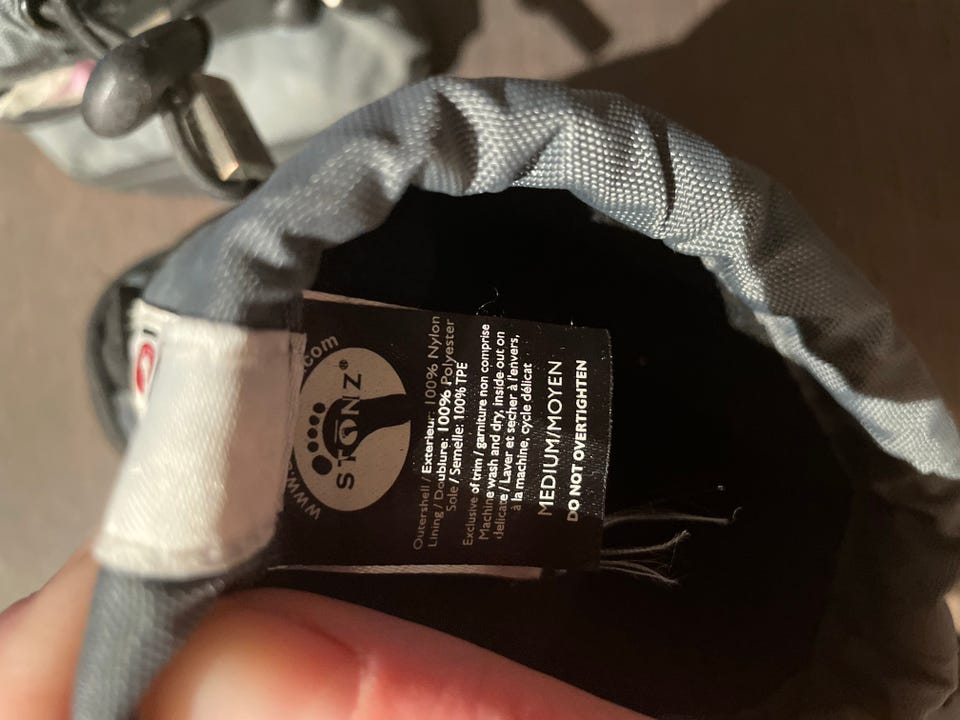 www.
.com
STONZ®
Outershell / Exterieur: 100% Nylon
Lining / Doublure: 100% Polyester
Sole / Semelle: 100% TPE
Exclusive of trim / garniture non comprise
Machine wash and dry, inside-out on
delicate / Laver et secher à l'envers,
à la machine, cycle délicat
MEDIUM/MOYEN
DO NOT OVERTIGHTEN